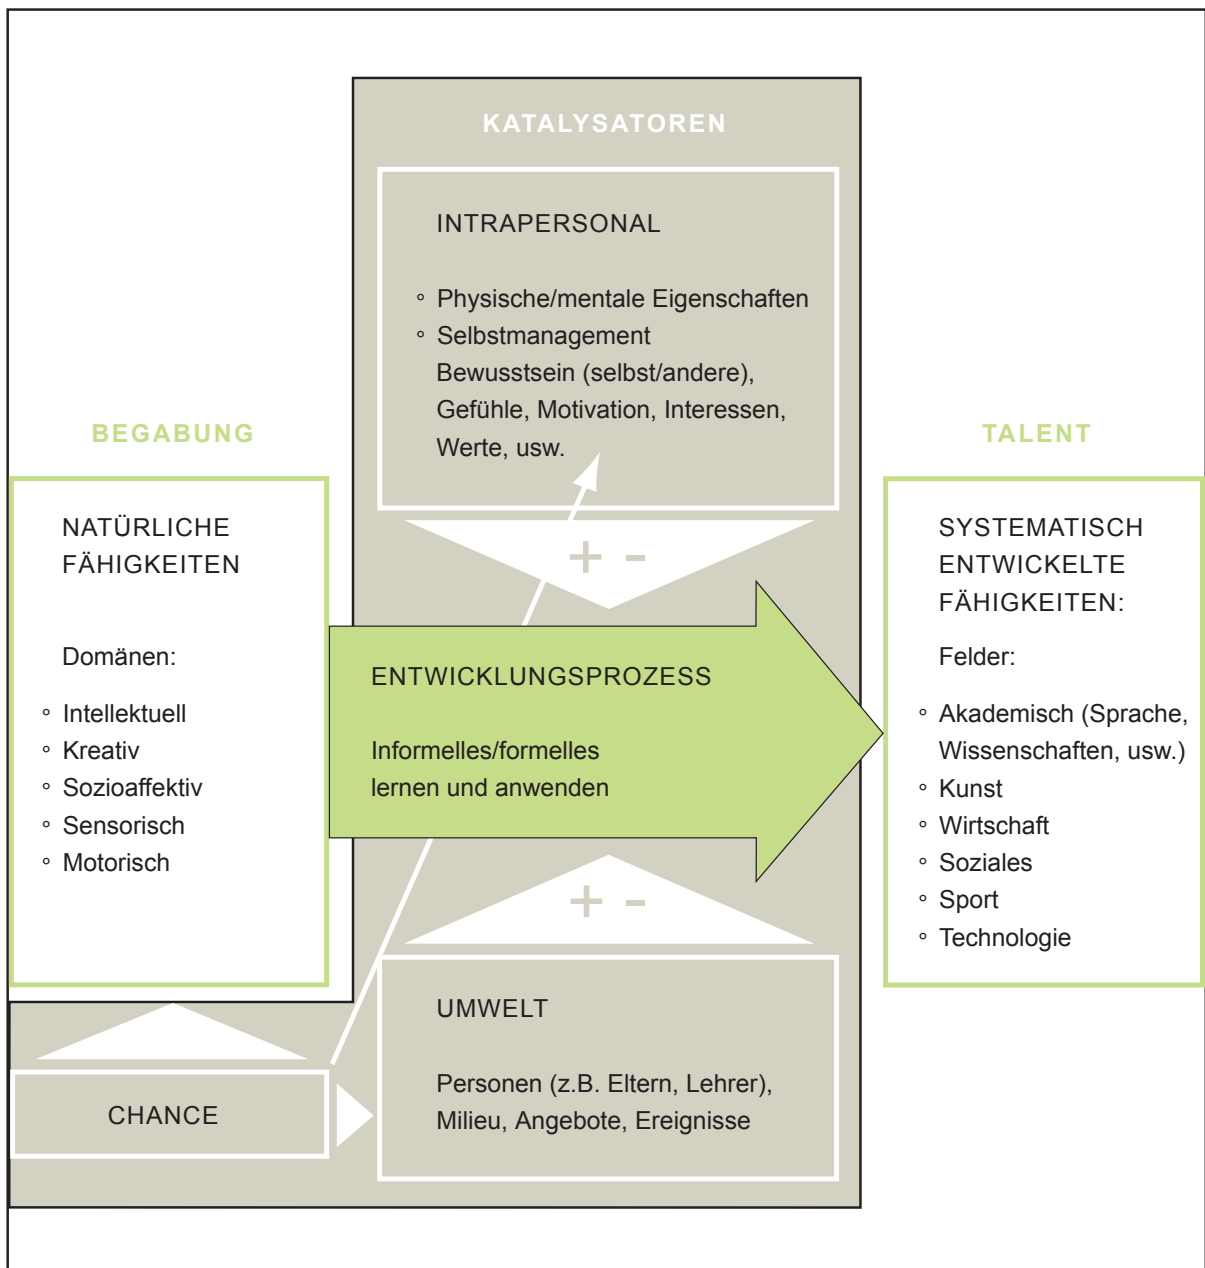 KATALYSATOREN
INTRAPERSONAL
° Physische/mentale Eigenschaften
° Selbstmanagement
Bewusstsein (selbst/andere),
Gefühle, Motivation, Interessen,
Werte, usw.
+ -
BEGABUNG
NATÜRLICHE
FÄHIGKEITEN
Domänen:
° Intellektuell
° Kreativ
° Sozioaffektiv
° Sensorisch
° Motorisch
ENTWICKLUNGSPROZESS
Informelles/formelles
lernen und anwenden
TALENT
SYSTEMATISCH
ENTWICKELTE
FÄHIGKEITEN:
Felder:
° Akademisch (Sprache,
Wissenschaften, usw.)
° Kunst
° Wirtschaft
° Soziales
° Sport
° Technologie
+ -
UMWELT
Personen (z.B. Eltern, Lehrer),
Milieu, Angebote, Ereignisse
CHANCE